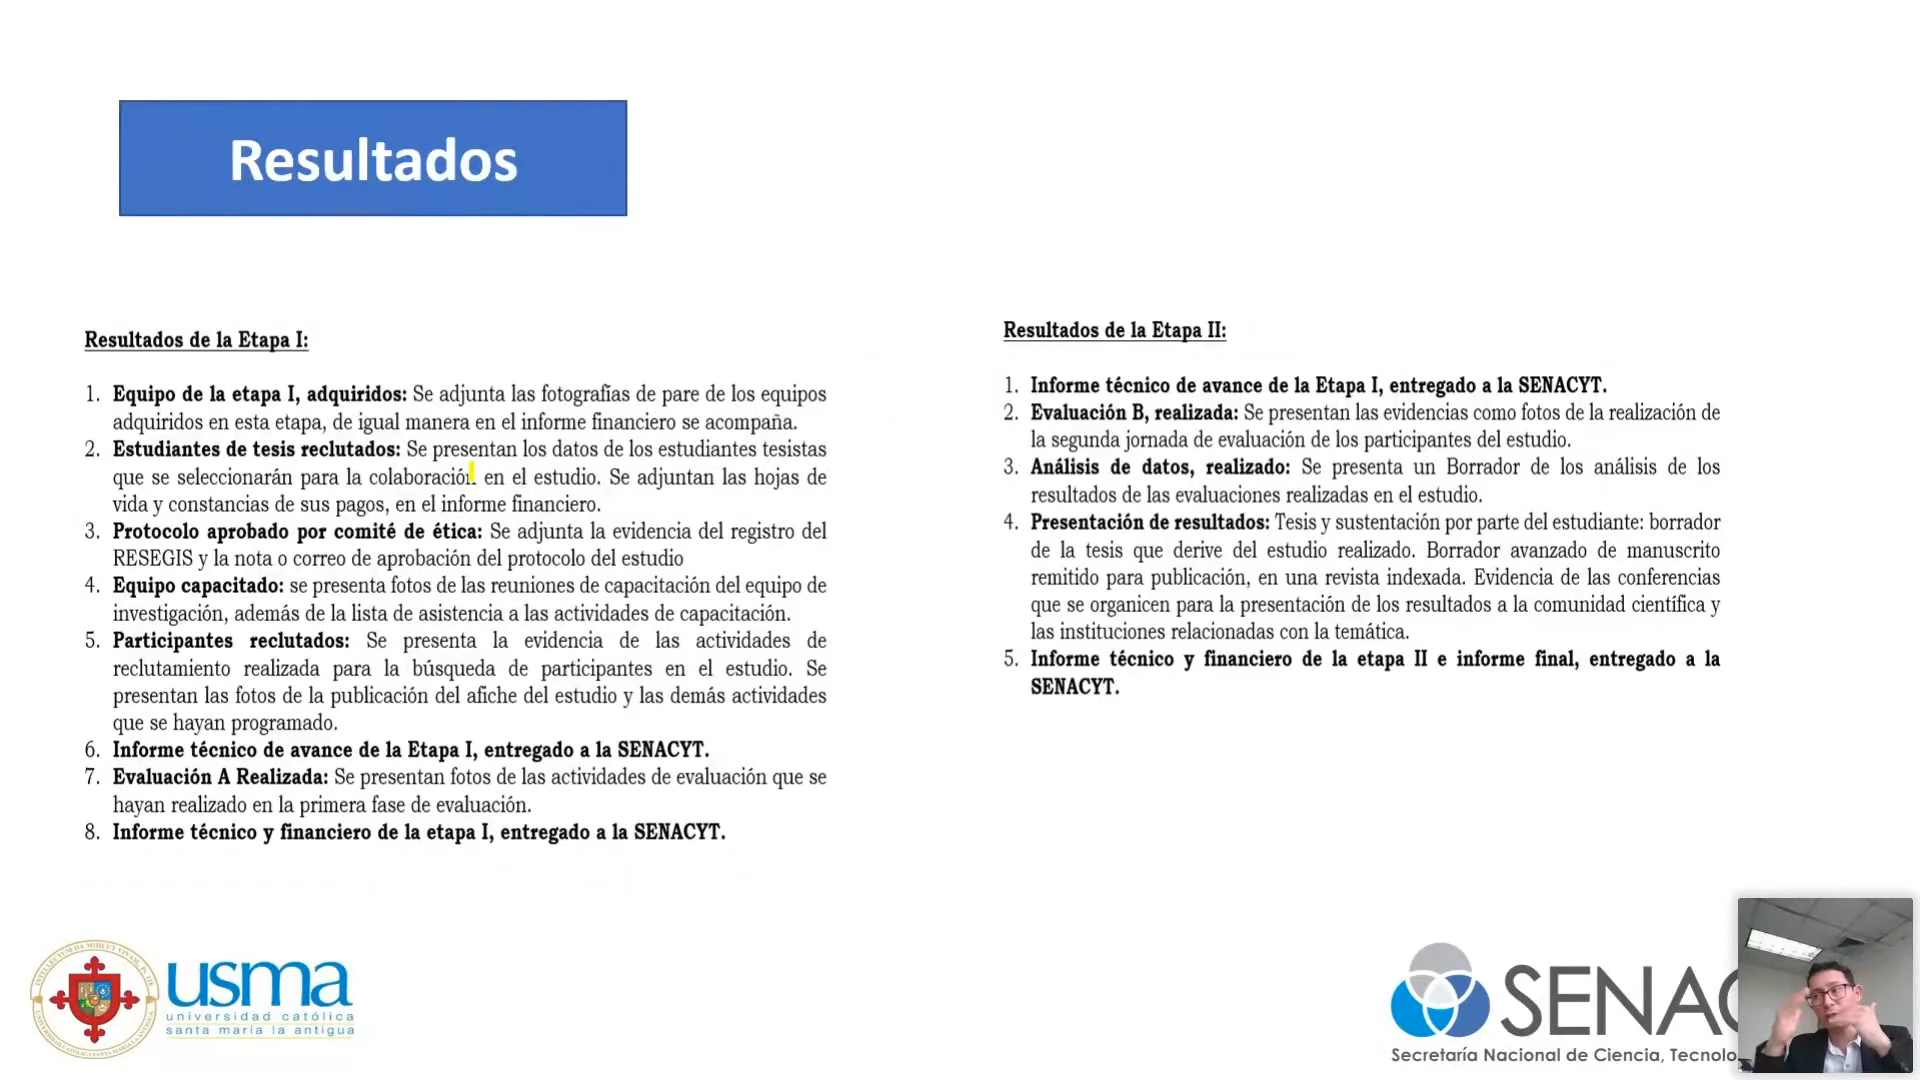 Resultados
Resultados de la Etapa I:
1. Equipo de la etapa I, adquiridos: Se adjunta las fotografías de pare de los equipos
adquiridos en esta etapa, de igual manera en el informe financiero se acompaña.
2. Estudiantes de tesis reclutados: Se presentan los datos de los estudiantes tesistas
que se seleccionarán para la colaboración en el estudio. Se adjuntan las hojas de
vida y constancias de sus pagos, en el informe financiero.
3. Protocolo aprobado por comité de ética: Se adjunta la evidencia del registro del
RESEGIS y la nota o correo de aprobación del protocolo del estudio
4. Equipo capacitado: se presenta fotos de las reuniones de capacitación del equipo de
investigación, además de la lista de asistencia a las actividades de capacitación.
5. Participantes reclutados: Se presenta la evidencia de las actividades de
reclutamiento realizada para la búsqueda de participantes en el estudio. Se
presentan las fotos de la publicación del afiche del estudio y las demás actividades
que se hayan programado.
6. Informe técnico de avance de la Etapa I, entregado a la SENACYT.
7. Evaluación A Realizada: Se presentan fotos de las actividades de evaluación que se
hayan realizado en la primera fase de evaluación.
8. Informe técnico y financiero de la etapa I, entregado a la SENACYT.
Resultados de la Etapa II:
1. Informe técnico de avance de la Etapa I, entregado a la SENACYT.
2. Evaluación B, realizada: Se presentan las evidencias como fotos de la realización de
la segunda jornada de evaluación de los participantes del estudio.
3. Análisis de datos, realizado: Se presenta un Borrador de los análisis de los
resultados de las evaluaciones realizadas en el estudio.
4. Presentación de resultados: Tesis y sustentación por parte del estudiante: borrador
de la tesis que derive del estudio realizado. Borrador avanzado de manuscrito
remitido para publicación, en una revista indexada. Evidencia de las conferencias
que se organicen para la presentación de los resultados a la comunidad científica y
las instituciones relacionadas con la temática.
5. Informe técnico y financiero de la etapa II e informe final, entregado a la
SENACYT.
usma
universidad católica
santa maría la antigua
SENAC
Secretaría Nacional de Ciencia, Tecnolo